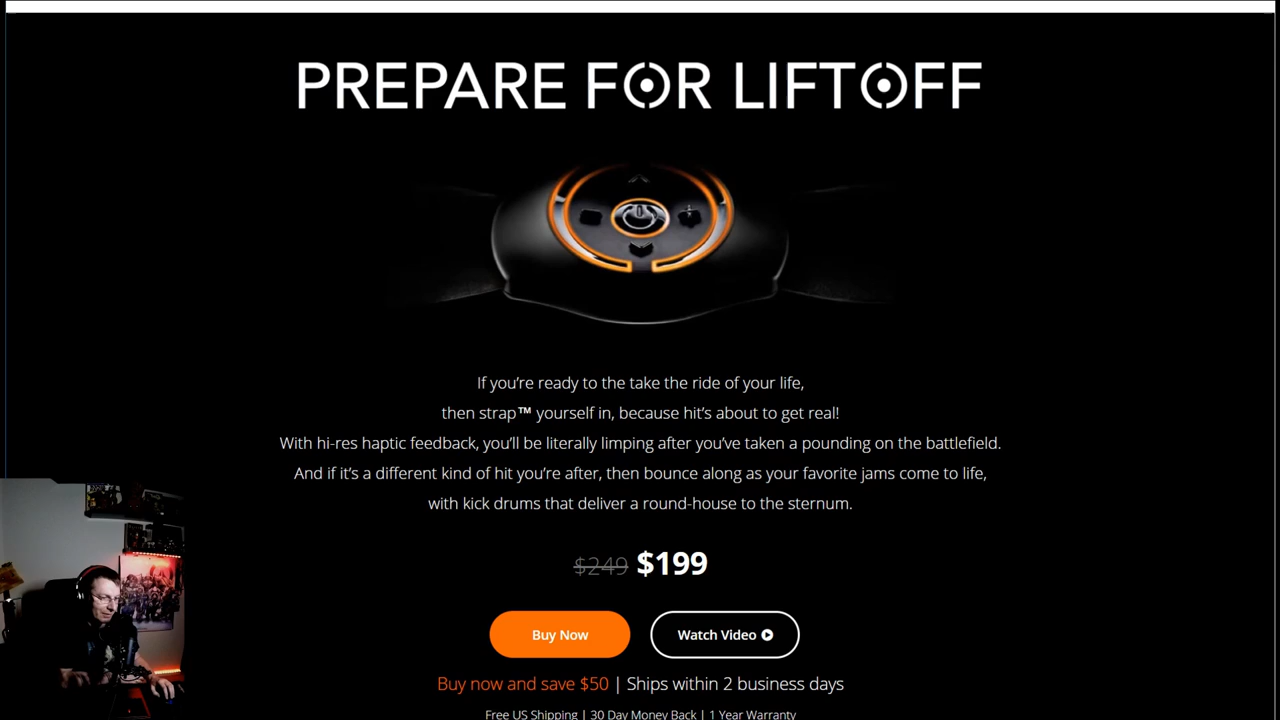 PREPARE FOR LIFTOFF
If you're ready to the take the ride of your life,
then strap™ yourself in, because hit's about to get real!
With hi-res haptic feedback, you'll be literally limping after you've taken a pounding on the battlefield.
And if it's a different kind of hit you're after, then bounce along as your favorite jams come to life,
with kick drums that deliver a round-house to the sternum.
$249 $199
Buy Now Watch Video
Buy now and save $50 | Ships within 2 business days
Free US Shipping | 30 Day Money Back | 1 Year Warranty